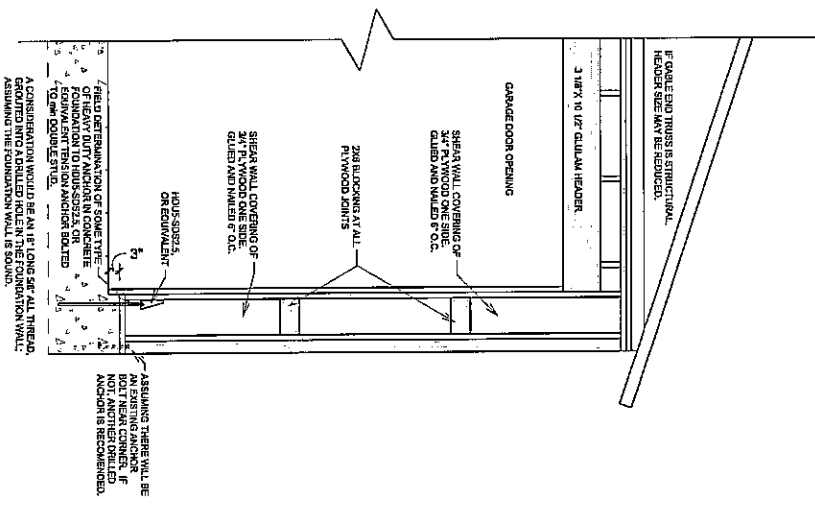 IF GABLE END TRUSS IS STRUCTURAL,
HEADER SIZE MAY BE REDUCED.
3 1/8"X 10 1/2" GLULAM HEADER
GARAGE DOOR OPENING
SHEAR WALL COVERING OF
3/4" PLYWOOD ONE SIDE.
GLUED AND NAILED 6" O.C.
2X6 BLOCKING AT ALL
PLYWOOD JOINTS
SHEAR WALL COVERING OF
3/4" PLYWOOD ONE SIDE.
GLUED AND NAILED 6" O.C.
HDU5-SDS2.5,
OR EQUIVALENT
FIELD DETERMINATION OF SOME TYPE
OF HEAVY DUTY ANCHOR IN CONCRETE
FOUNDATION TO HDU5-SDS2.5, OR
EQUIVALENT TENSION ANCHOR BOLTED
TO min DOUBLE STUD.
A CONSIDERATION WOULD BE AN 18" LONG 5/8" ALL THREAD,
GROUTED INTO A DRILLED HOLE IN THE FOUNDATION WALL;
ASSUMING THE FOUNDATION WALL IS SOUND.
ASSUMING THERE WILL BE
AN EXISTING ANCHOR
BOLT NEAR CORNER. IF
NOT, ANOTHER DRILLED
ANCHOR IS RECOMENDED.